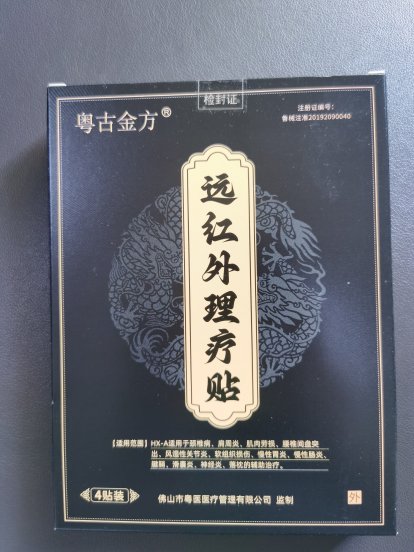 检封证
粤古金方®
注册证编号：
鲁械注准20192090040
远红外理疗贴
【适用范围】HX-A适用于颈椎病、肩周炎、肌肉劳损、腰椎间盘突
出、风湿性关节炎、软组织损伤、慢性胃炎、慢性肠炎、
腱鞘、滑囊炎、神经炎、落枕的辅助治疗。
4贴装
佛山市粤医医疗管理有限公司 监制
外